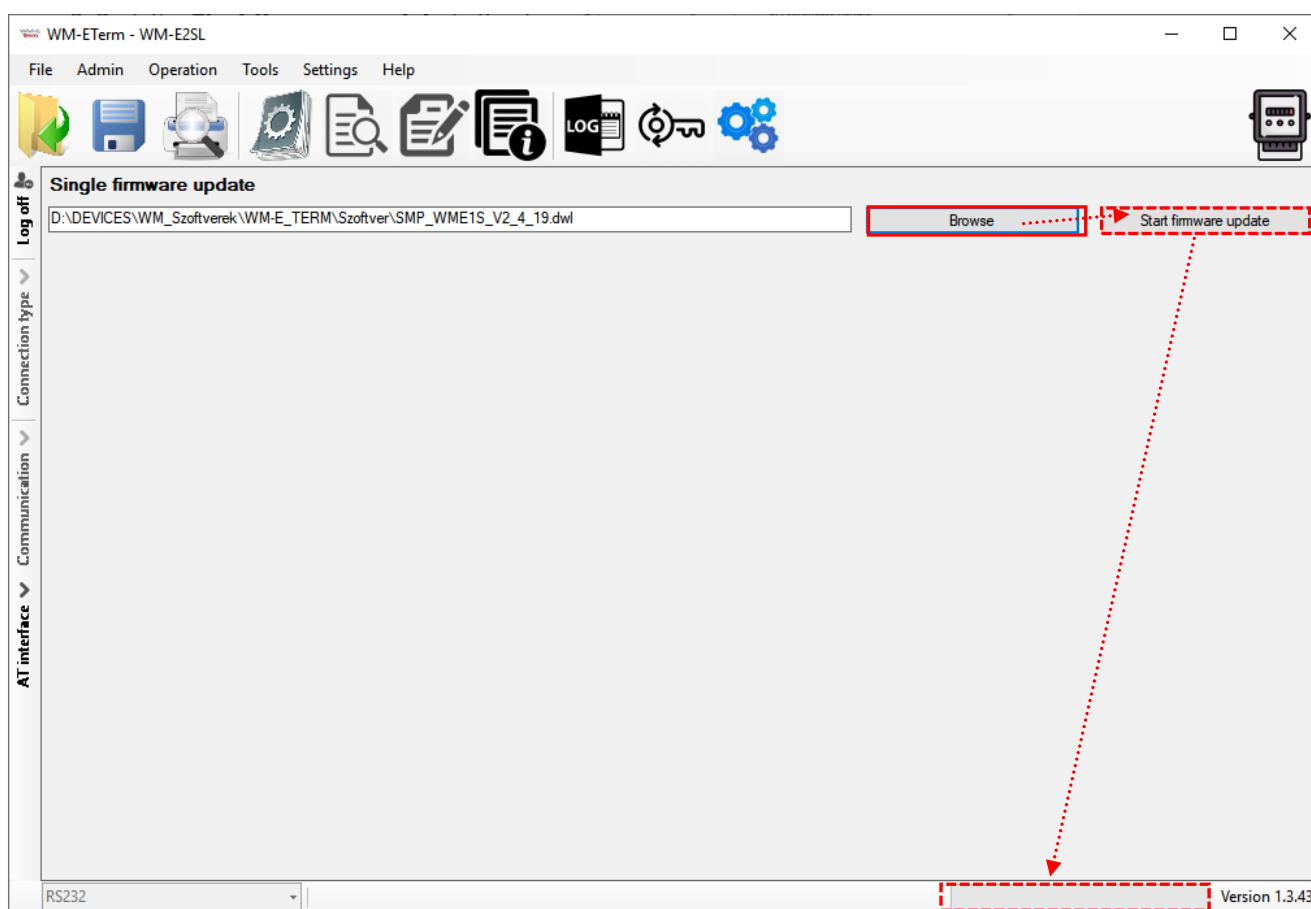 WM-ETerm - WM-E2SL
File Admin Operation Tools Settings Help
LOG
Log off
Connection type
Communication
AT interface
Single firmware update
D:\DEVICES\WM_Szoftverek\WM-E_TERM\Szoftver\SMP_WME1S_V2_4_19.dwl
Browse
Start firmware update
RS232
Version 1.3.43